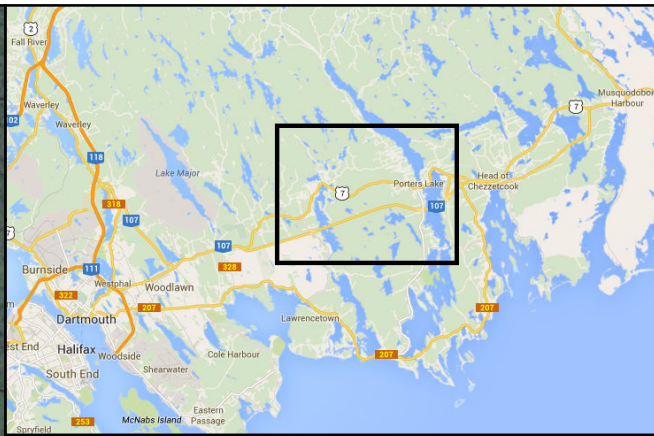 2
Fall River
Waverley
102
Waverley
118
Lake Major
318
107
7
Burnside
111
Westphal
322
Dartmouth
Woodlawn
207
107
328
Halifax
Woodside
South End
Shearwater
Cole Harbour
253
McNabs Island
Eastern
Passage
Spryfield
Lawrencetown
207
207
7
Porters Lake
107
Head of
Chezzetcook
7
Musquodoboi
Harbour